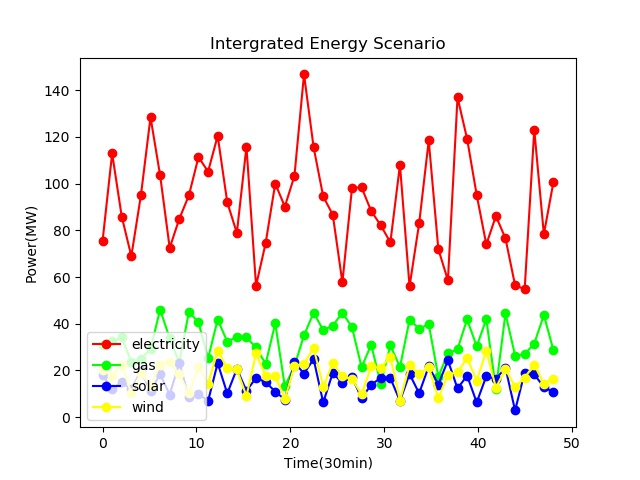 Intergrated Energy Scenario
Power(MW)
140
120
100
80
60
40
20
0
electricity
gas
solar
wind
0 10 20 30 40 50
Time(30min)